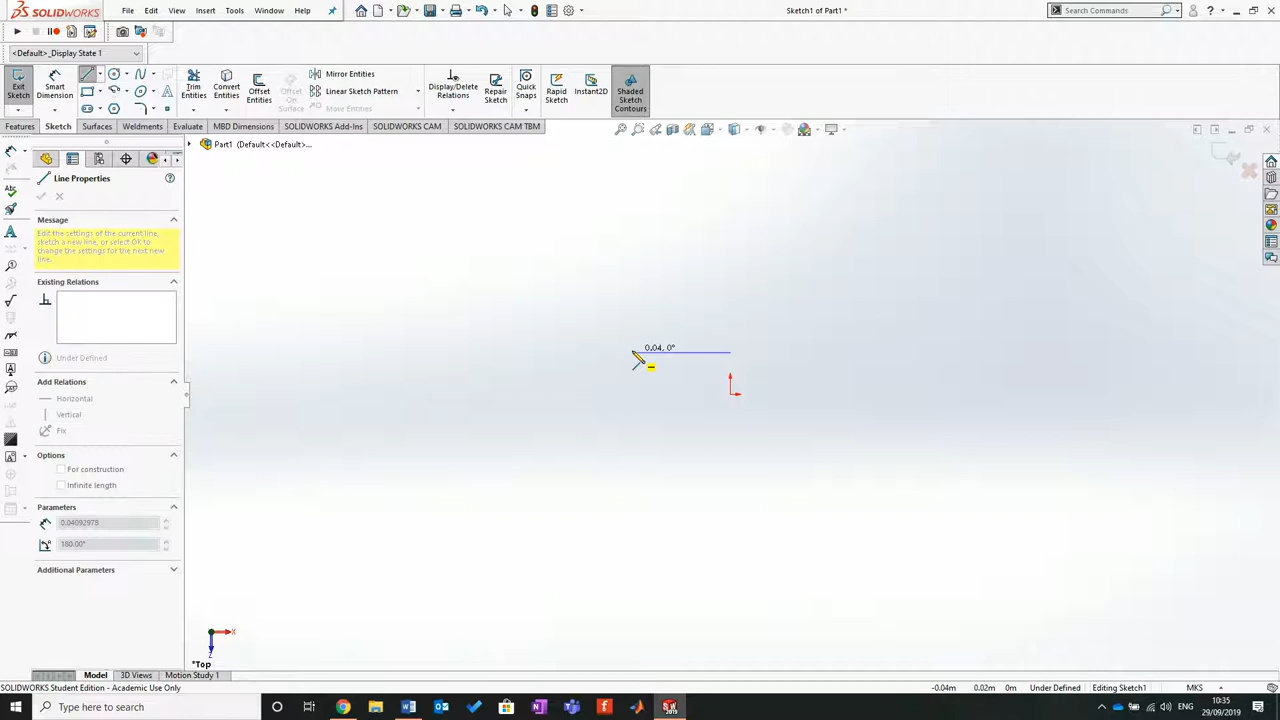 SOLIDWORKS File Edit View Insert Tools Window Help Sketch1 of Part1 * Search Commands
<Default>_Display State 1
Exit Sketch Smart Dimension Trim Entities Convert Entities Offset Entities Offset On Surface Mirror Entities Linear Sketch Pattern Move Entities Display/Delete Relations Repair Sketch Quick Snaps Rapid Sketch Instant2D Shaded Sketch Contours
Features Sketch Surfaces Weldments Evaluate MBD Dimensions SOLIDWORKS Add-Ins SOLIDWORKS CAM SOLIDWORKS CAM TBM
Part1 (Default<<Default>...
Line Properties
Message
Edit the settings of the current line,
sketch a new line, or select OK to
change the settings for the next new
line.
Existing Relations
0.04, 0°
Under Defined
Add Relations
Horizontal
Vertical
Fix
Options
For construction
Infinite length
Parameters
0.04092978
180.00°
Additional Parameters
X
Z
*Top
Model 3D Views Motion Study 1
SOLIDWORKS Student Edition - Academic Use Only -0.04m 0.02m 0m Under Defined Editing Sketch1 MKS
Type here to search ENG 10:35
29/09/2019